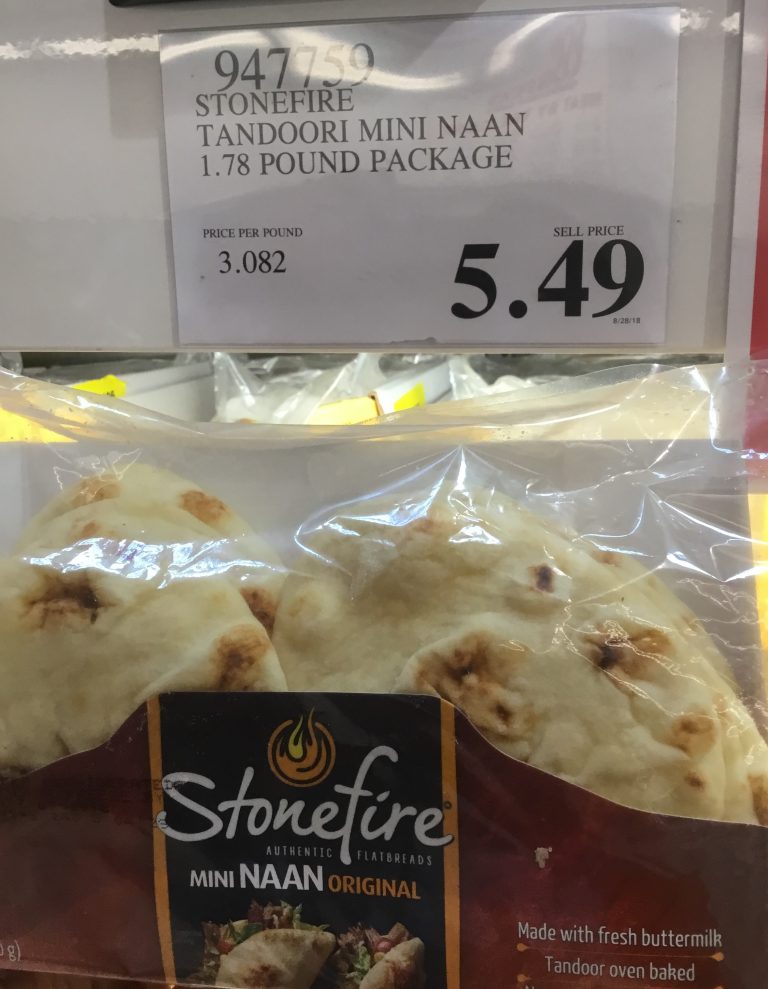 947759
STONEFIRE
TANDOORI MINI NAAN
1.78 POUND PACKAGE
PRICE PER POUND
3.082
SELL PRICE
5.49
8/28/18
Stonefire
AUTHENTIC FLATBREADS
MINI NAAN ORIGINAL
Made with fresh buttermilk
Tandoor oven baked
g)